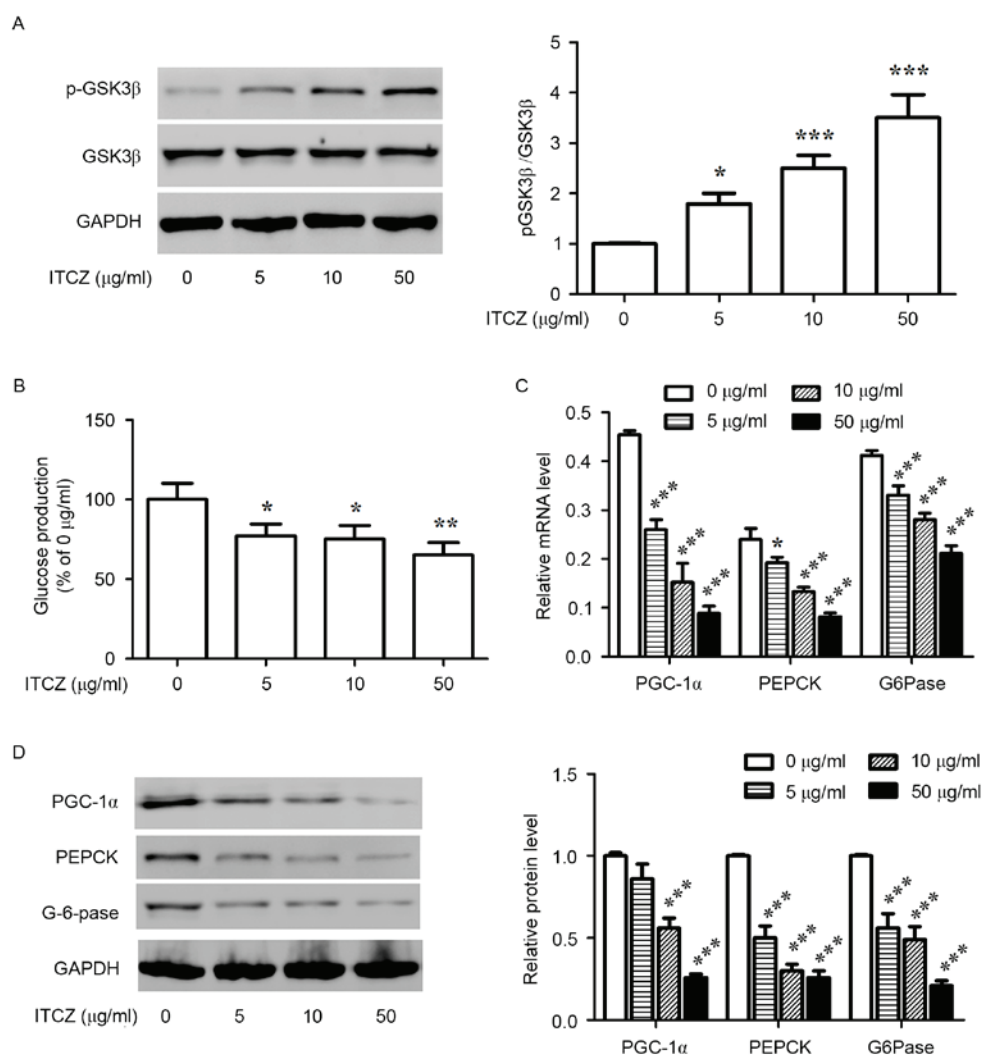 A
p-GSK3β
GSK3β
GAPDH
ITCZ (μg/ml) 0 5 10 50
pGSK3β/GSK3β
5
4
3
2
1
0
*
***
***
ITCZ (μg/ml) 0 5 10 50
B
Glucose production
(% of 0 μg/ml)
150
100
50
0
*
*
**
ITCZ (μg/ml) 0 5 10 50
C
0 μg/ml 10 μg/ml
5 μg/ml 50 μg/ml
Relative mRNA level
0.5
0.4
0.3
0.2
0.1
0.0
*** *** ***
* *** ***
*** *** ***
PGC-1α PEPCK G6Pase
D
PGC-1α
PEPCK
G-6-pase
GAPDH
ITCZ (μg/ml) 0 5 10 50
0 μg/ml 10 μg/ml
5 μg/ml 50 μg/ml
Relative protein level
1.5
1.0
0.5
0.0
*** ***
*** *** ***
*** *** ***
PGC-1α PEPCK G6Pase